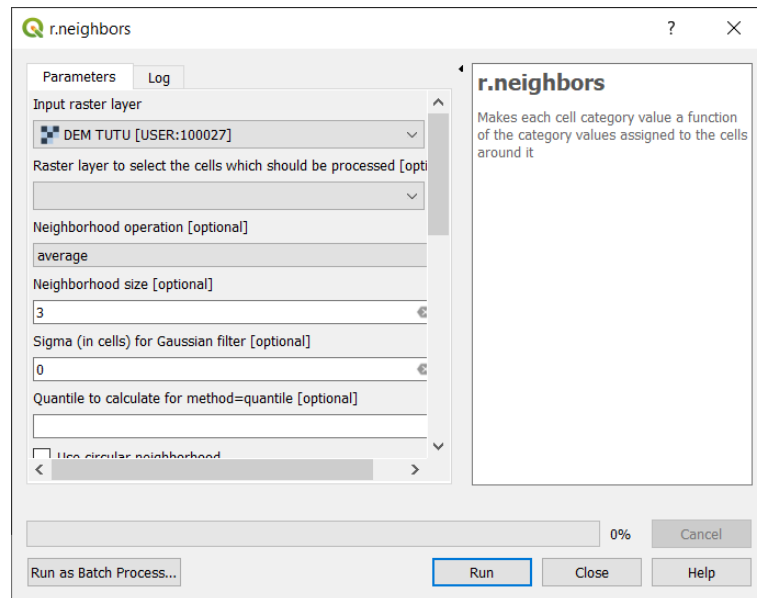 r.neighbors
Parameters
Log
Input raster layer
DEM TUTU [USER:100027]
Raster layer to select the cells which should be processed [opti
Neighborhood operation [optional]
average
Neighborhood size [optional]
3
Sigma (in cells) for Gaussian filter [optional]
0
Quantile to calculate for method=quantile [optional]
Use circular neighborhood
r.neighbors
Makes each cell category value a function
of the category values assigned to the cells
around it
0%
Cancel
Run as Batch Process...
Run
Close
Help